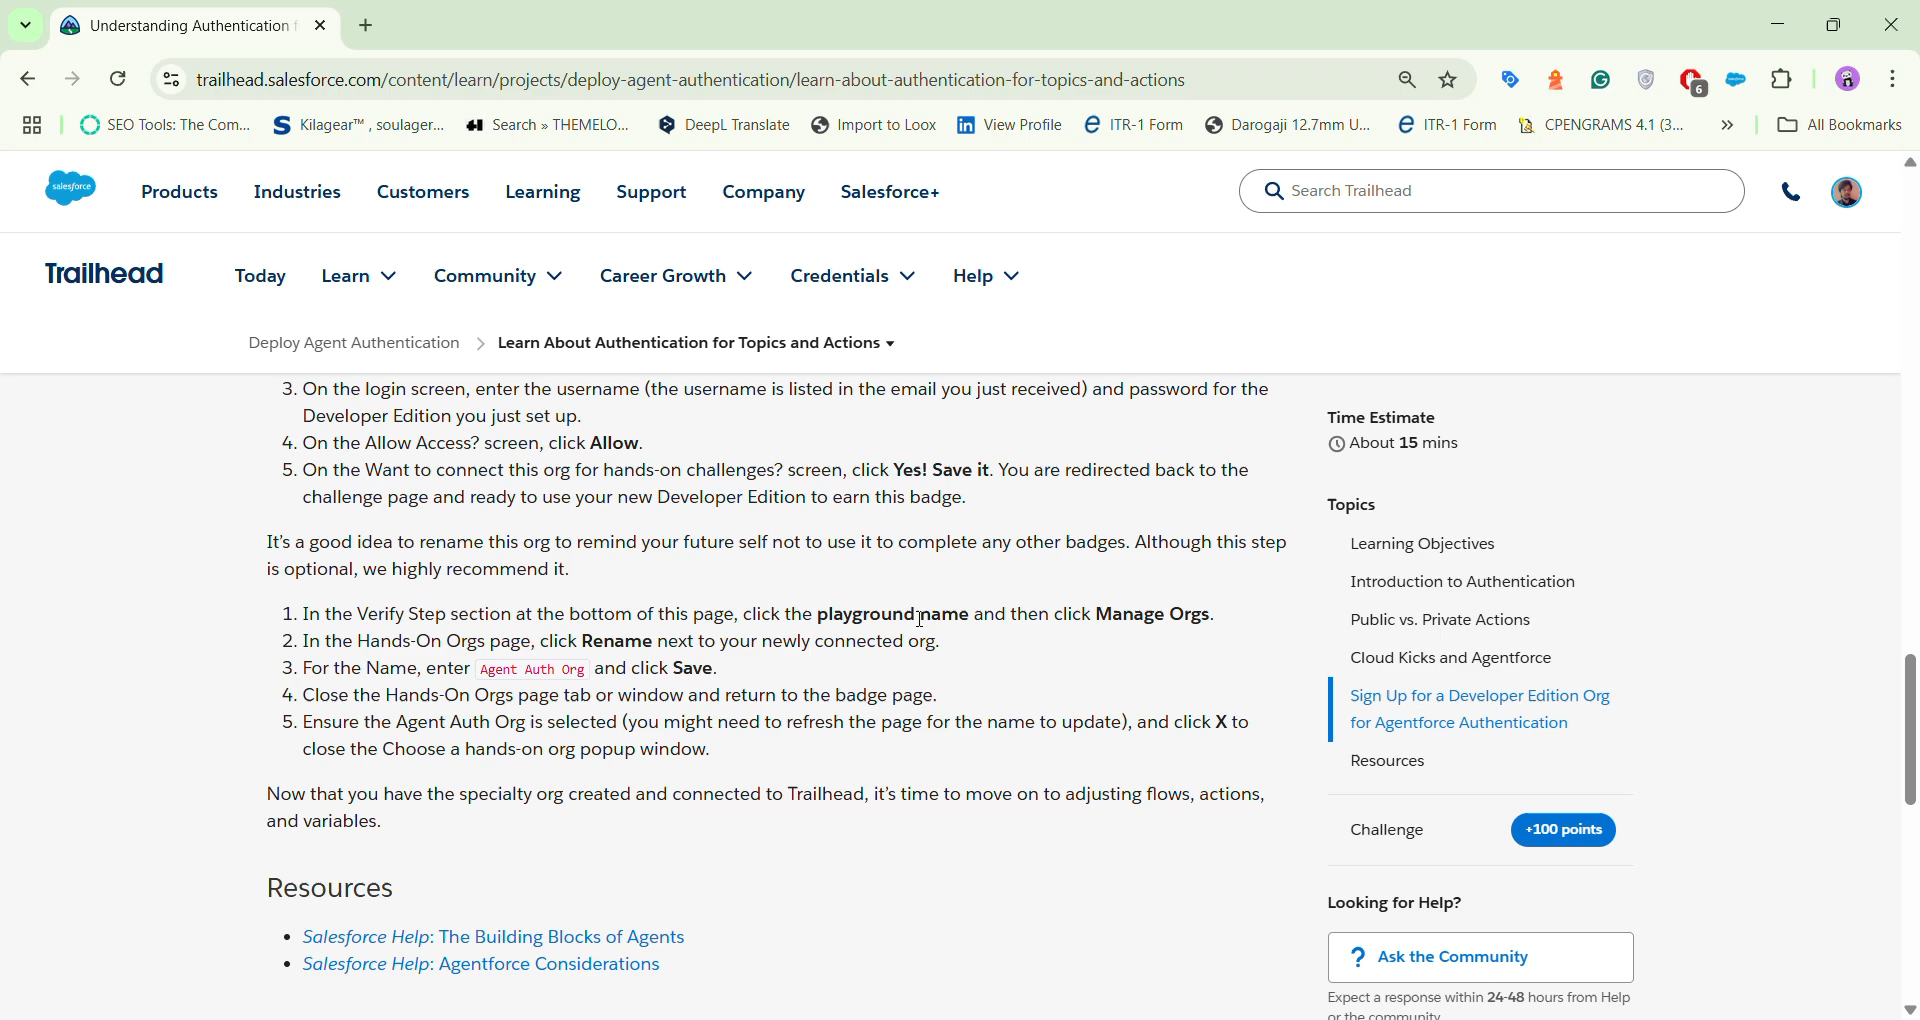 Understanding Authentication f
trailhead.salesforce.com/content/learn/projects/deploy-agent-authentication/learn-about-authentication-for-topics-and-actions
6
SEO Tools: The Com... Kilagear™ , soulager... Search » THEMELO... DeepL Translate Import to Loox View Profile ITR-1 Form Darogaji 12.7mm U... ITR-1 Form CPENGRAMS 4.1 (3... » All Bookmarks
salesforce Products Industries Customers Learning Support Company Salesforce+ Search Trailhead
Trailhead Today Learn Community Career Growth Credentials Help
Deploy Agent Authentication Learn About Authentication for Topics and Actions
3. On the login screen, enter the username (the username is listed in the email you just received) and password for the
Developer Edition you just set up.
4. On the Allow Access? screen, click Allow.
5. On the Want to connect this org for hands-on challenges? screen, click Yes! Save it. You are redirected back to the
challenge page and ready to use your new Developer Edition to earn this badge.
It's a good idea to rename this org to remind your future self not to use it to complete any other badges. Although this step
is optional, we highly recommend it.
1. In the Verify Step section at the bottom of this page, click the playground name and then click Manage Orgs.
2. In the Hands-On Orgs page, click Rename next to your newly connected org.
3. For the Name, enter Agent Auth Org and click Save.
4. Close the Hands-On Orgs page tab or window and return to the badge page.
5. Ensure the Agent Auth Org is selected (you might need to refresh the page for the name to update), and click X to
close the Choose a hands-on org popup window.
Now that you have the specialty org created and connected to Trailhead, it's time to move on to adjusting flows, actions,
and variables.
Resources
• Salesforce Help: The Building Blocks of Agents
• Salesforce Help: Agentforce Considerations
Time Estimate
About 15 mins
Topics
Learning Objectives
Introduction to Authentication
Public vs. Private Actions
Cloud Kicks and Agentforce
Sign Up for a Developer Edition Org
for Agentforce Authentication
Resources
Challenge +100 points
Looking for Help?
? Ask the Community
Expect a response within 24-48 hours from Help
or the community.